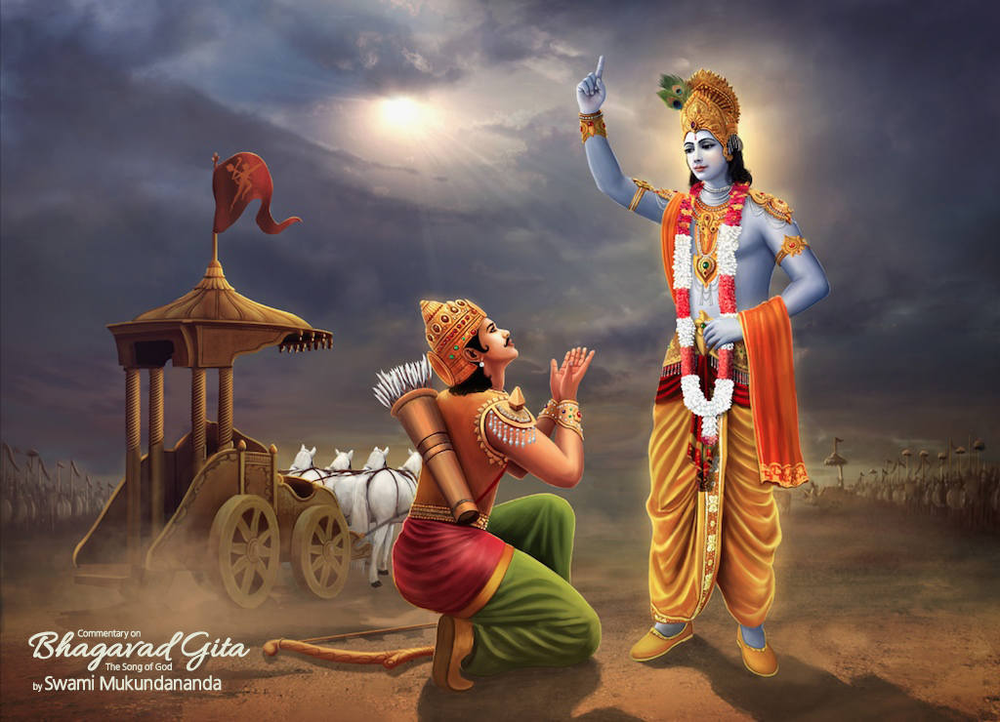 Commentary on
Bhagavad Gita
The Song of God
by Swami Mukundananda